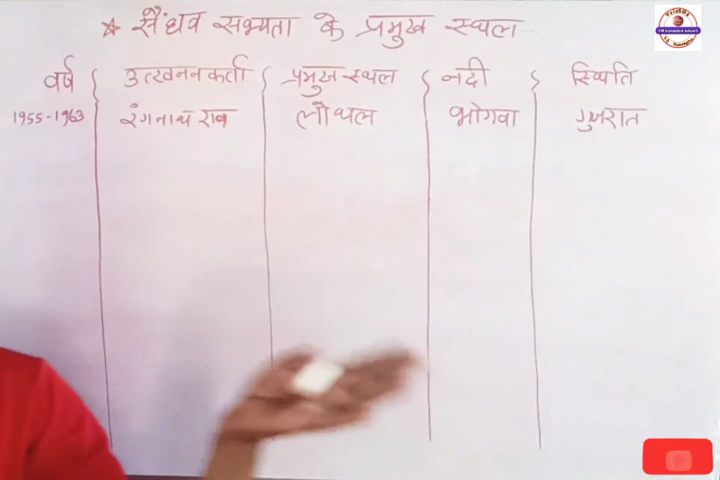 ★ सैंधव सभ्यता के प्रमुख स्थल
वर्ष { उत्खननकर्ता { प्रमुख स्थल { नदी { स्थिति
1955-1963 रंगनाथ राव लोथल भोगवा गुजरात